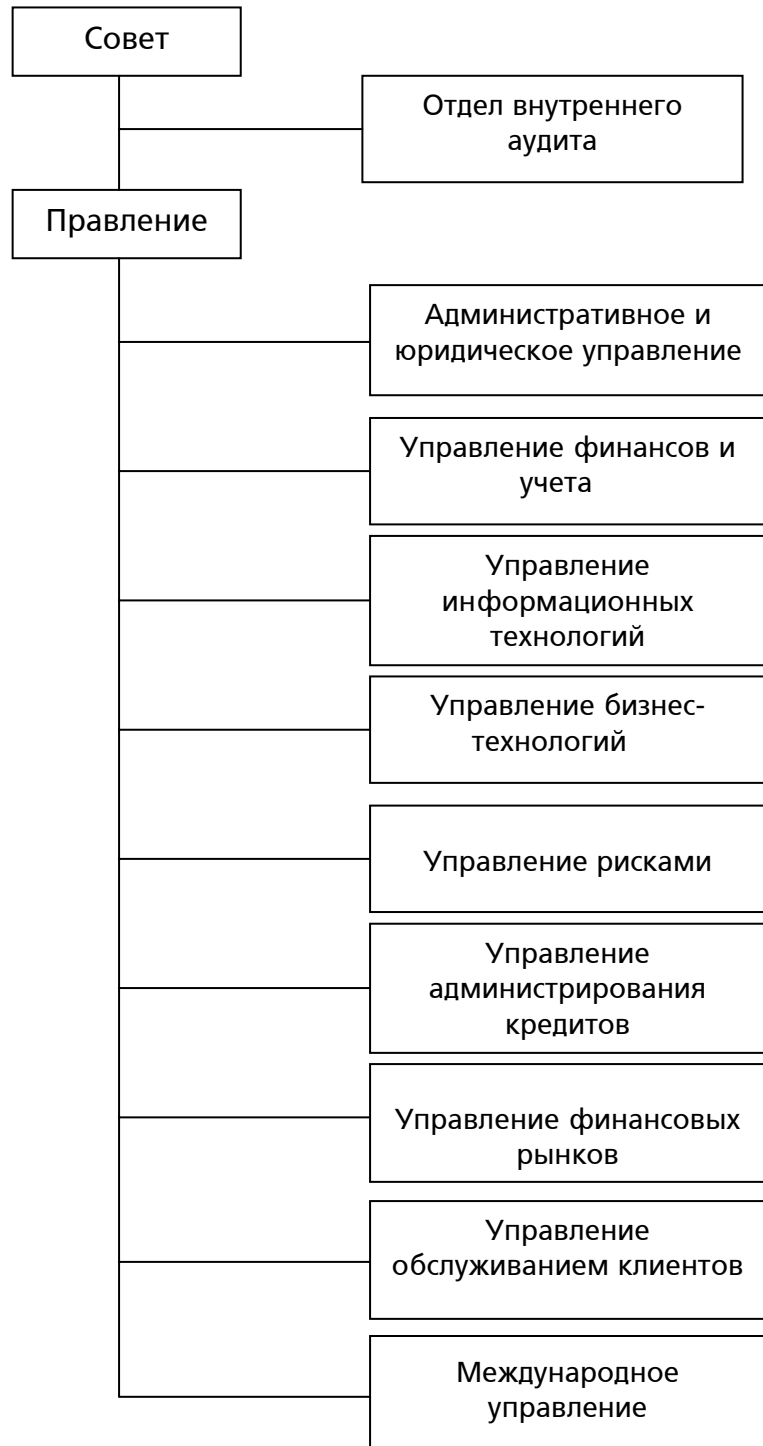 Совет
Отдел внутреннего
аудита
Правление
Административное и
юридическое управление
Управление финансов и
учета
Управление
информационных
технологий
Управление бизнес-
технологий
Управление рисками
Управление
администрирования
кредитов
Управление финансовых
рынков
Управление
обслуживанием клиентов
Международное
управление